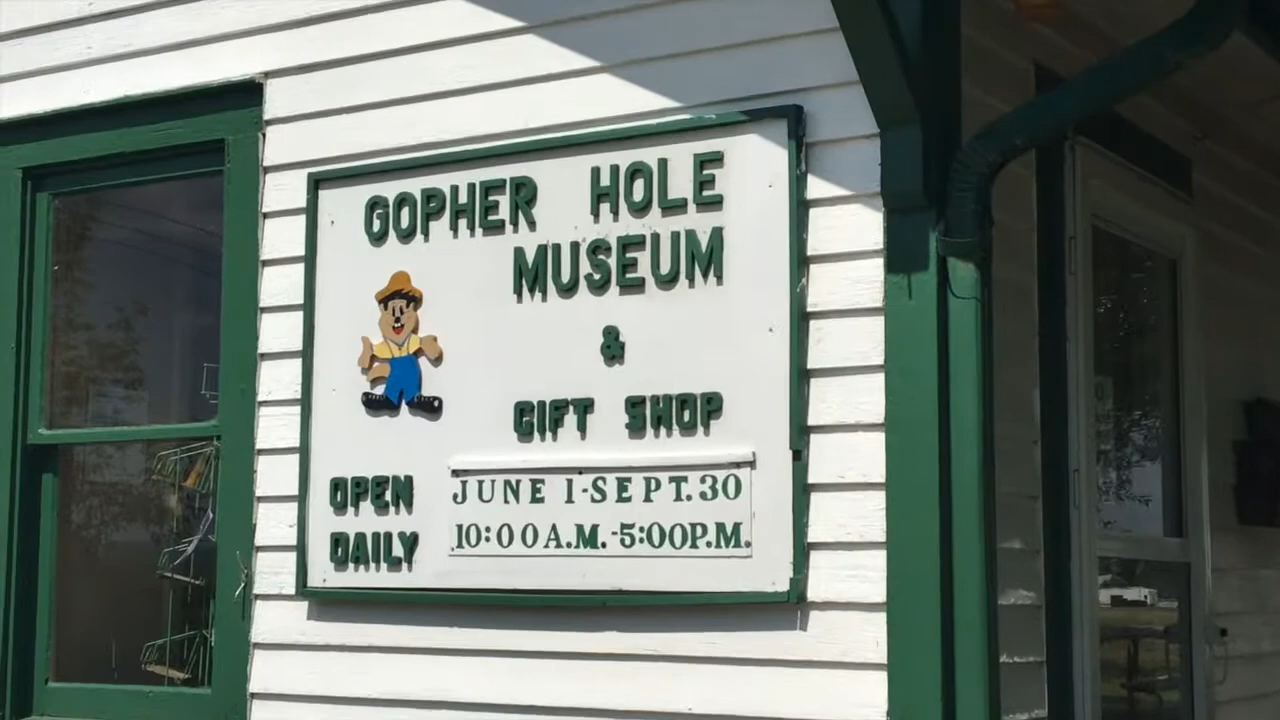 GOPHER HOLE
MUSEUM
&
GIFT SHOP
OPEN JUNE 1-SEPT.30
DAILY 10:00A.M.-5:00P.M.